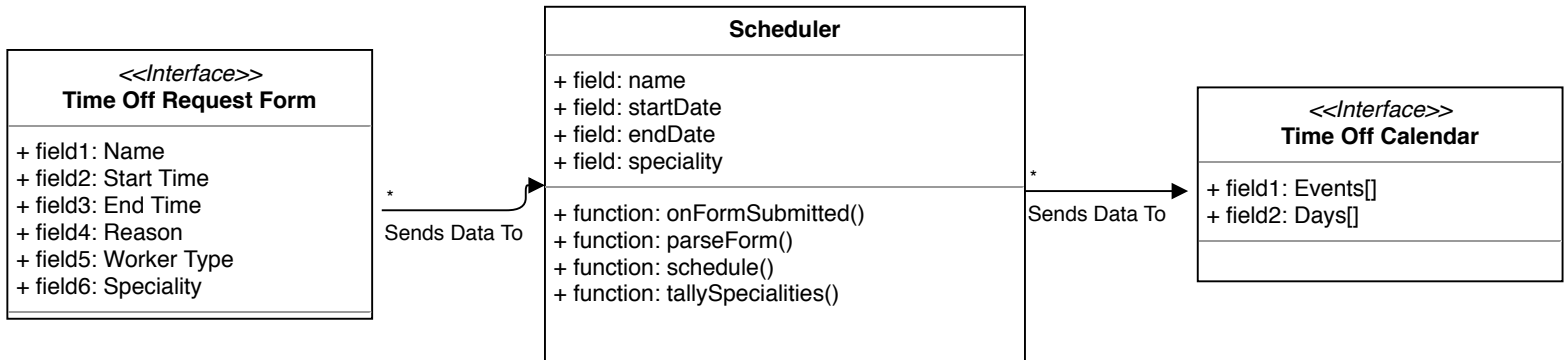 <<Interface>>
Time Off Request Form
+ field1: Name
+ field2: Start Time
+ field3: End Time
+ field4: Reason
+ field5: Worker Type
+ field6: Speciality
*
Sends Data To
Scheduler
+ field: name
+ field: startDate
+ field: endDate
+ field: speciality
+ function: onFormSubmitted()
+ function: parseForm()
+ function: schedule()
+ function: tallySpecialities()
*
Sends Data To
<<Interface>>
Time Off Calendar
+ field1: Events[]
+ field2: Days[]